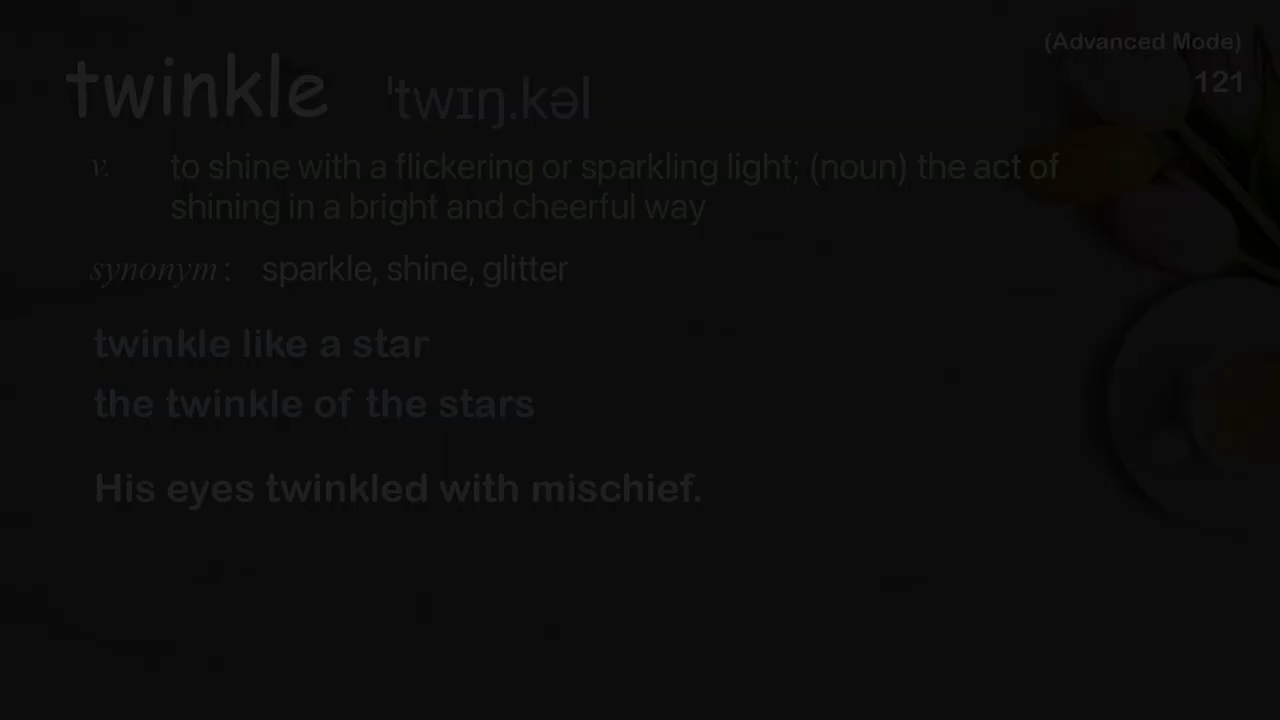 (Advanced Mode)
twinkle ˈtwɪŋ.kəl
121
v. to shine with a flickering or sparkling light; (noun) the act of
shining in a bright and cheerful way
synonym: sparkle, shine, glitter
twinkle like a star
the twinkle of the stars
His eyes twinkled with mischief.